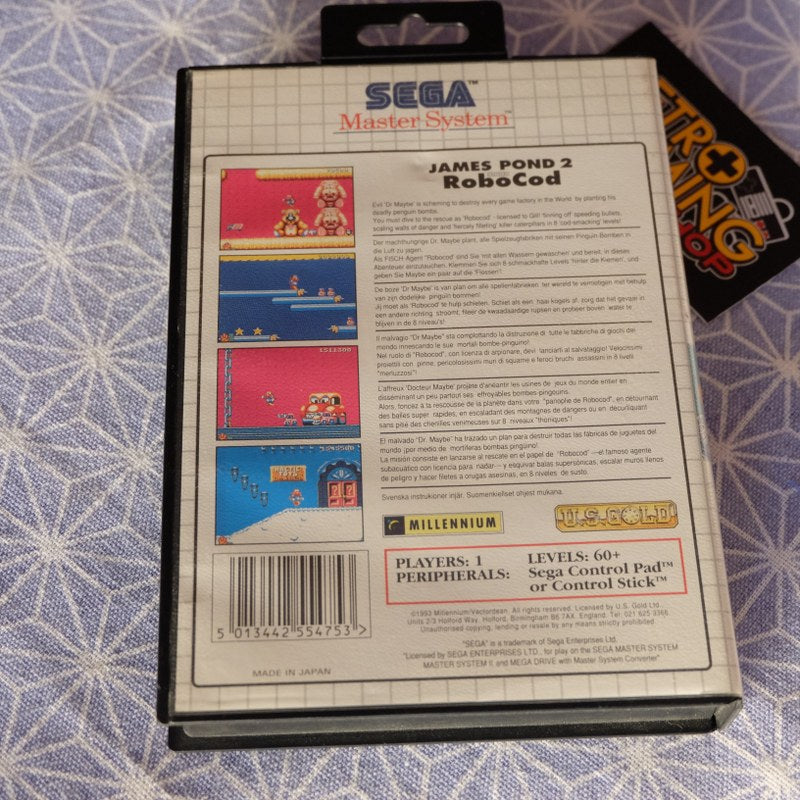 SEGA™
Master System™
JAMES POND 2
RoboCod
Evil 'Dr Maybe' is scheming to destroy every game factory in the World by planting his
deadly penguin bombs.
You must dive to the rescue as 'Robocod' - licensed to Gill! finning off speeding bullets,
scaling walls of danger and fiercely filleting killer caterpillars in 8 'cod-smacking' levels!
Der machthungrige Dr. Maybe plant, alle Spielzeugfabriken mit seinen Pinguin Bomben in
die Luft zu jagen.
Als FISCH-Agent "Robocod" sind Sie 'mit allen Wassern gewaschen' und bereit, in dieses
Abenteuer einzutauchen. Klemmen Sie sich 8 schmackhafte Levels 'hinter die Kiemen', und
geben Sie Maybe ein paar auf die 'Flossen'!
De boze 'Dr Maybe' is van plan om alle spellenfabrieken ter wereld te vernietigen met behulp
van zijn dodelijke pinguin bommen!
Jij moet als 'Robocod' te hulp schieten. Schiet als een haai kogels af, zorg dat het gevaar in
een andere richting stroomt, fileer de kwaadaardige rupsen en probeer boven water te
blijven in de 8 niveau's!
Il malvagio "Dr Maybe" sta complottando la distruzione di tutte le fabbriche di giochi del
mondo innescando le sue mortali bombe-pinguino!
Nel ruolo di "Robocod", con licenza di arpionare, devi lanciarti al salvataggio! Velocissimi
proiettili con pinne, pericolosissimi muri di squame e feroci bruchi assassini in 8 livelli
"merluzzosi"!
L'affreux "Docteur Maybe" projette d'anéantir les usines de jeux du monde entier en
disséminant un peu partout ses effroyables bombes-pingouins.
Alors, foncez à la rescousse de la planète dans votre "panoplie de Robocod", en détournant
des balles super rapides, en escaladant des montagnes de dangers ou en décurtiquant
sans pisé des chenilles venimeuses sur 8 niveaux "thoniques"!
El malvado "Dr. Maybe" ha trazado un plan para destruir todas las fábricas de juguetes del
mundo ¡por medio de mortíferas bombas pingüino!
La misión consiste en lanzarse al rescate en el papel de "Robocod" —el famoso agente
subacuático con licencia para nadar— y esquivar balas supersónicas, escalar muros llenos
de peligro y hacer filetes a orugas asesinas, en 8 niveles de susto.
Svenska instruktioner injär. Suomenkieliset ohjest mukana.
MILLENNIUM
U.S. GOLD
PLAYERS: 1 LEVELS: 60+
PERIPHERALS: Sega Control Pad™
or Control Stick™
©1993 Millennium/Vectordean. All rights reserved. Licensed by U.S. Gold Ltd.,
Units 2/3 Holford Way, Holford, Birmingham B6 7AX, England. Tel: 021 625 3366
Unauthorised copying, lending or resale by any means strictly prohibited.
"SEGA" is a trademark of Sega Enterprises Ltd.
"Licensed by SEGA ENTERPRISES LTD., for play on the SEGA MASTER SYSTEM
MASTER SYSTEM II and MEGA DRIVE with Master System Converter"
5 013442 554753 >
MADE IN JAPAN
RETRO
GAMING
SHOP